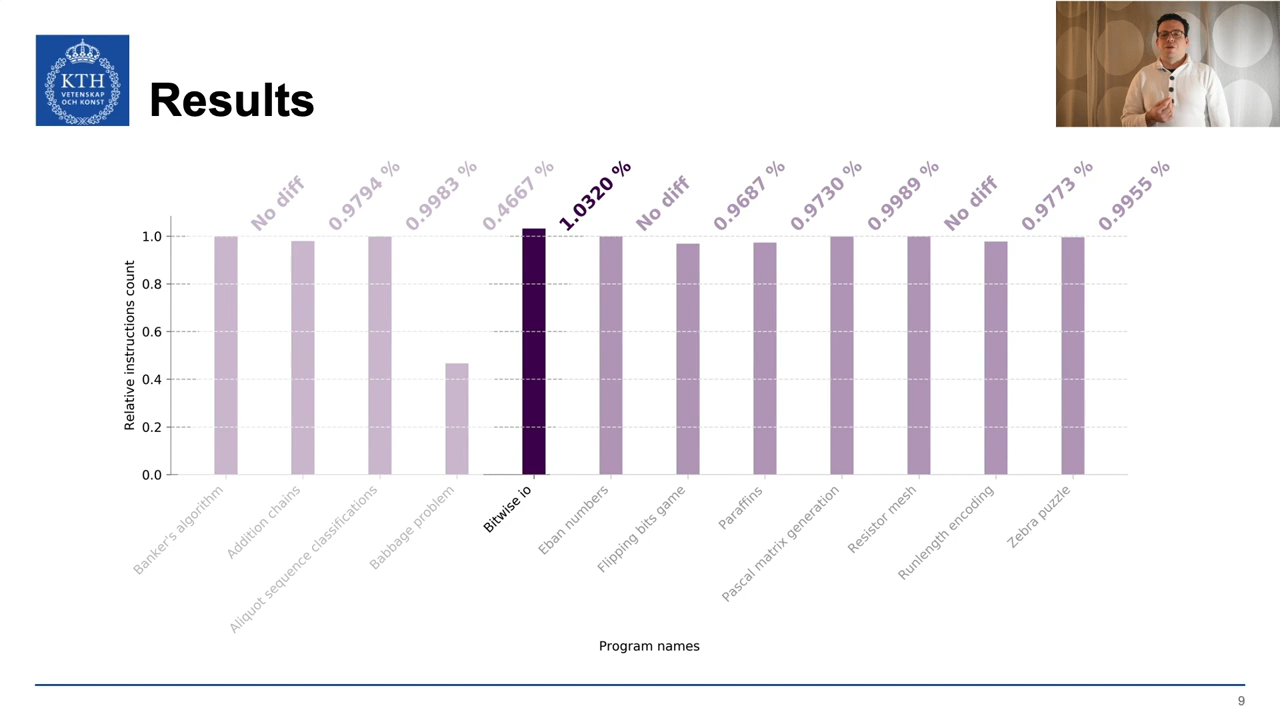 KTH
VETENSKAP
OCH KONST
Results
No diff
0.9794 %
0.9983 %
0.4667 %
1.0320 %
No diff
0.9687 %
0.9730 %
0.9989 %
No diff
0.9773 %
0.9955 %
Relative instructions count
1.0
0.8
0.6
0.4
0.2
0.0
Banker's algorithm
Addition chains
Aliquot sequence classifications
Babbage problem
Bitwise io
Eban numbers
Flipping bits game
Paraffins
Pascal matrix generation
Resistor mesh
Runlength encoding
Zebra puzzle
Program names
9